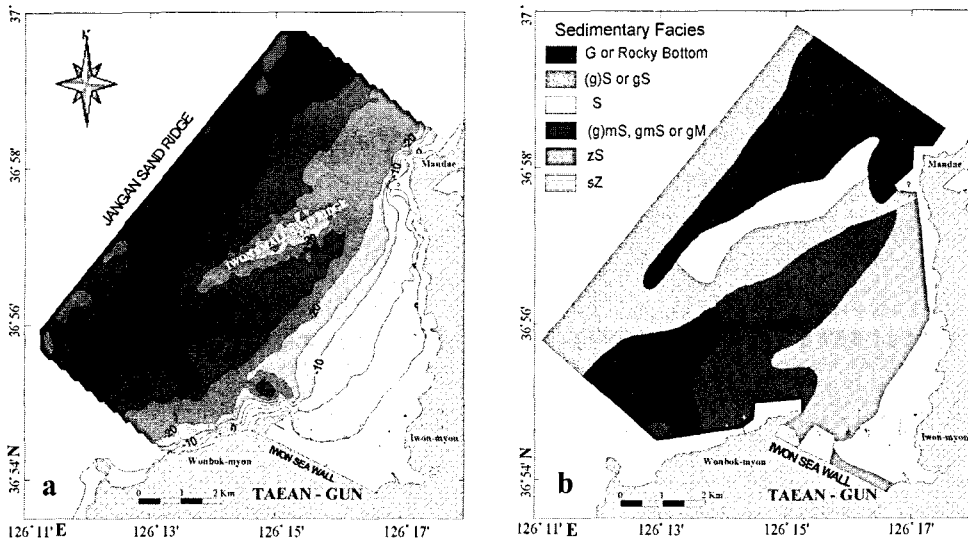 37°
36° 58'
36° 56'
36° 54' N
N
JANGAN SAND RIDGE
Mandae
-20
-10
0
-10
-20
-10
0
Wonbok-myon
IWON SEA WALL
Iwon-myon
a
0 1 2 Km
TAEAN - GUN
126° 11' E
126° 13'
126° 15'
126° 17'
37°
36° 58'
36° 56'
36° 54' N
Sedimentary Facies
G or Rocky Bottom
(g)S or gS
S
(g)mS, gmS or gM
zS
sZ
Mandae
?
Wonbok-myon
IWON SEA WALL
Iwon-myon
b
0 1 2 Km
TAEAN - GUN
126° 11' E
126° 13'
126° 15'
126° 17'